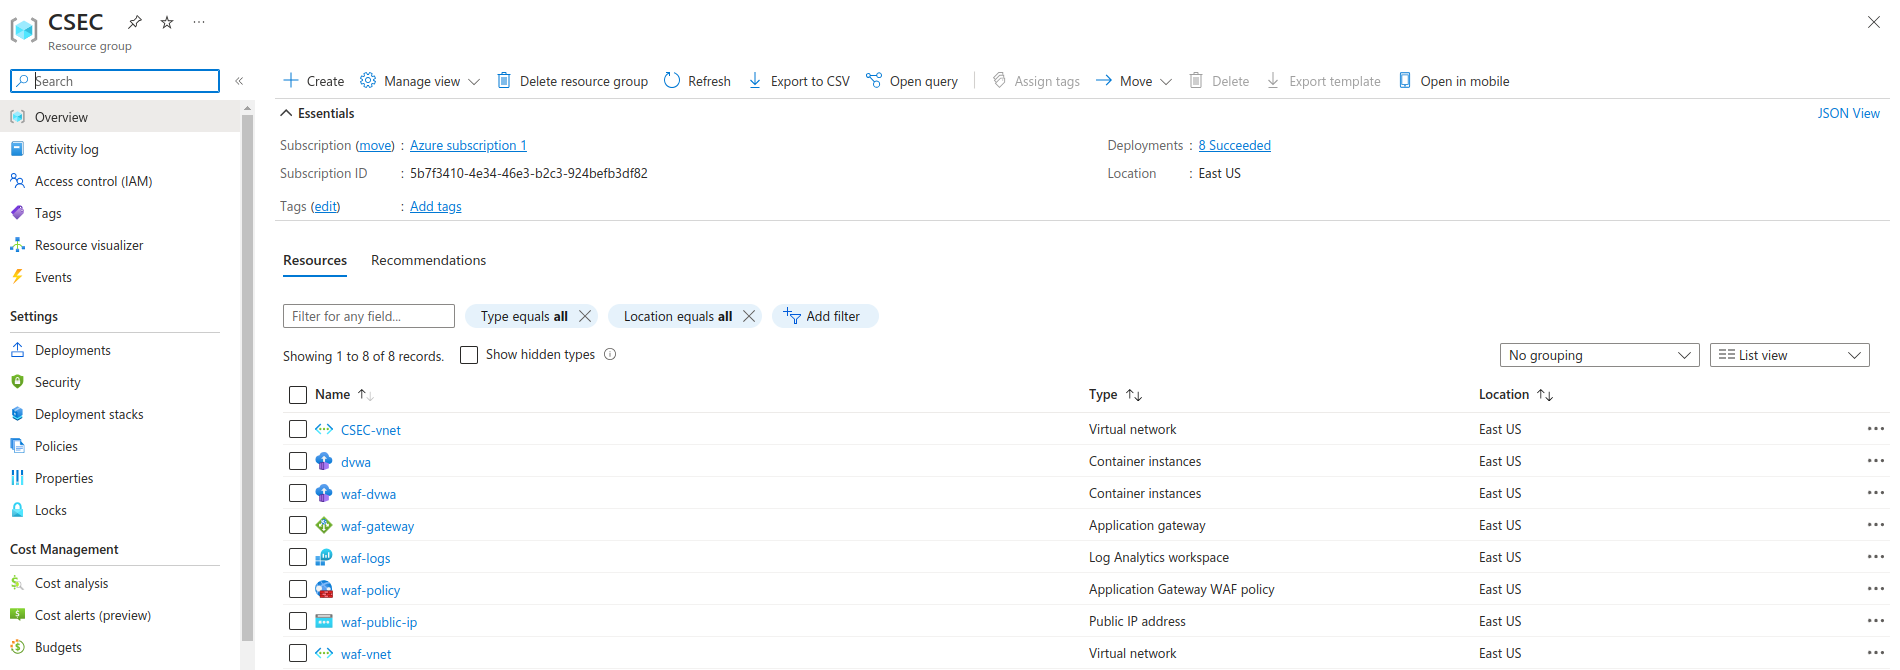 CSEC
Resource group
Search
Overview
Activity log
Access control (IAM)
Tags
Resource visualizer
Events
Settings
Deployments
Security
Deployment stacks
Policies
Properties
Locks
Cost Management
Cost analysis
Cost alerts (preview)
Budgets
Create Manage view Delete resource group Refresh Export to CSV Open query Assign tags Move Delete Export template Open in mobile
Essentials JSON View
Subscription (move) : Azure subscription 1 Deployments : 8 Succeeded
Subscription ID : 5b7f3410-4e34-46e3-b2c3-924befb3df82 Location : East US
Tags (edit) : Add tags
Resources Recommendations
Filter for any field... Type equals all Location equals all Add filter
Showing 1 to 8 of 8 records. Show hidden types No grouping List view
Name Type Location
CSEC-vnet Virtual network East US
dvwa Container instances East US
waf-dvwa Container instances East US
waf-gateway Application gateway East US
waf-logs Log Analytics workspace East US
waf-policy Application Gateway WAF policy East US
waf-public-ip Public IP address East US
waf-vnet Virtual network East US